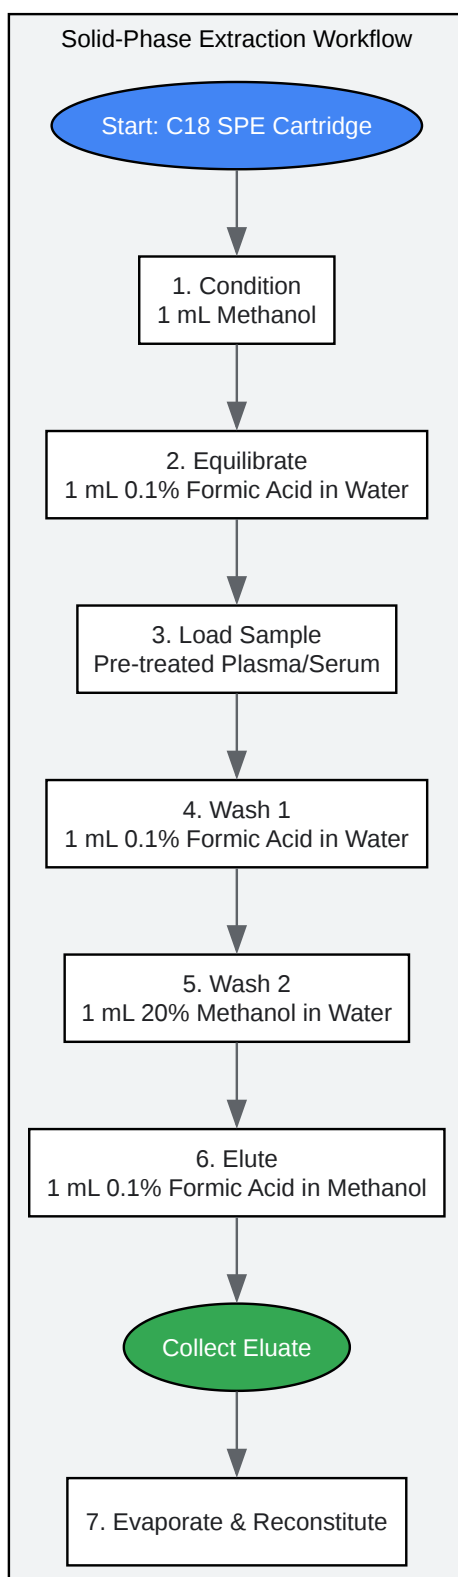 Solid-Phase Extraction Workflow
Start: C18 SPE Cartridge
1. Condition
1 mL Methanol
2. Equilibrate
1 mL 0.1% Formic Acid in Water
3. Load Sample
Pre-treated Plasma/Serum
4. Wash 1
1 mL 0.1% Formic Acid in Water
5. Wash 2
1 mL 20% Methanol in Water
6. Elute
1 mL 0.1% Formic Acid in Methanol
Collect Eluate
7. Evaporate & Reconstitute